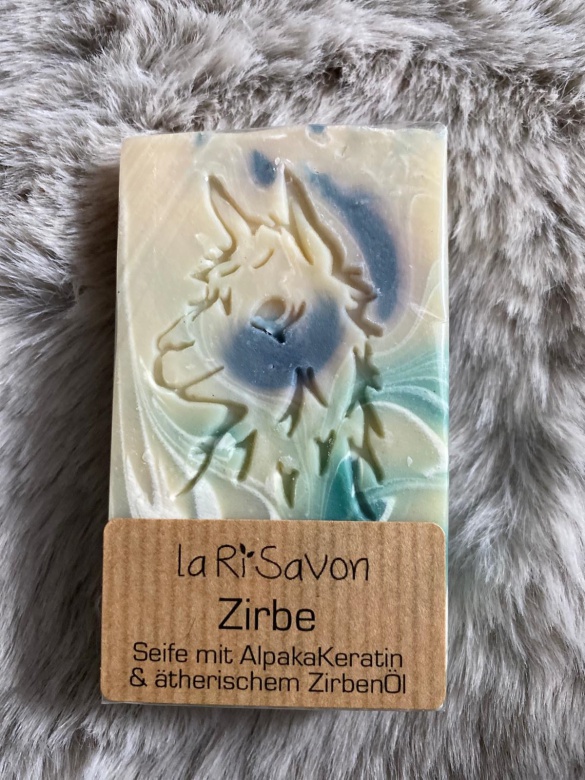 la Ri Savon
Zirbe
Seife mit AlpakaKeratin
& ätherischem ZirbenÖl